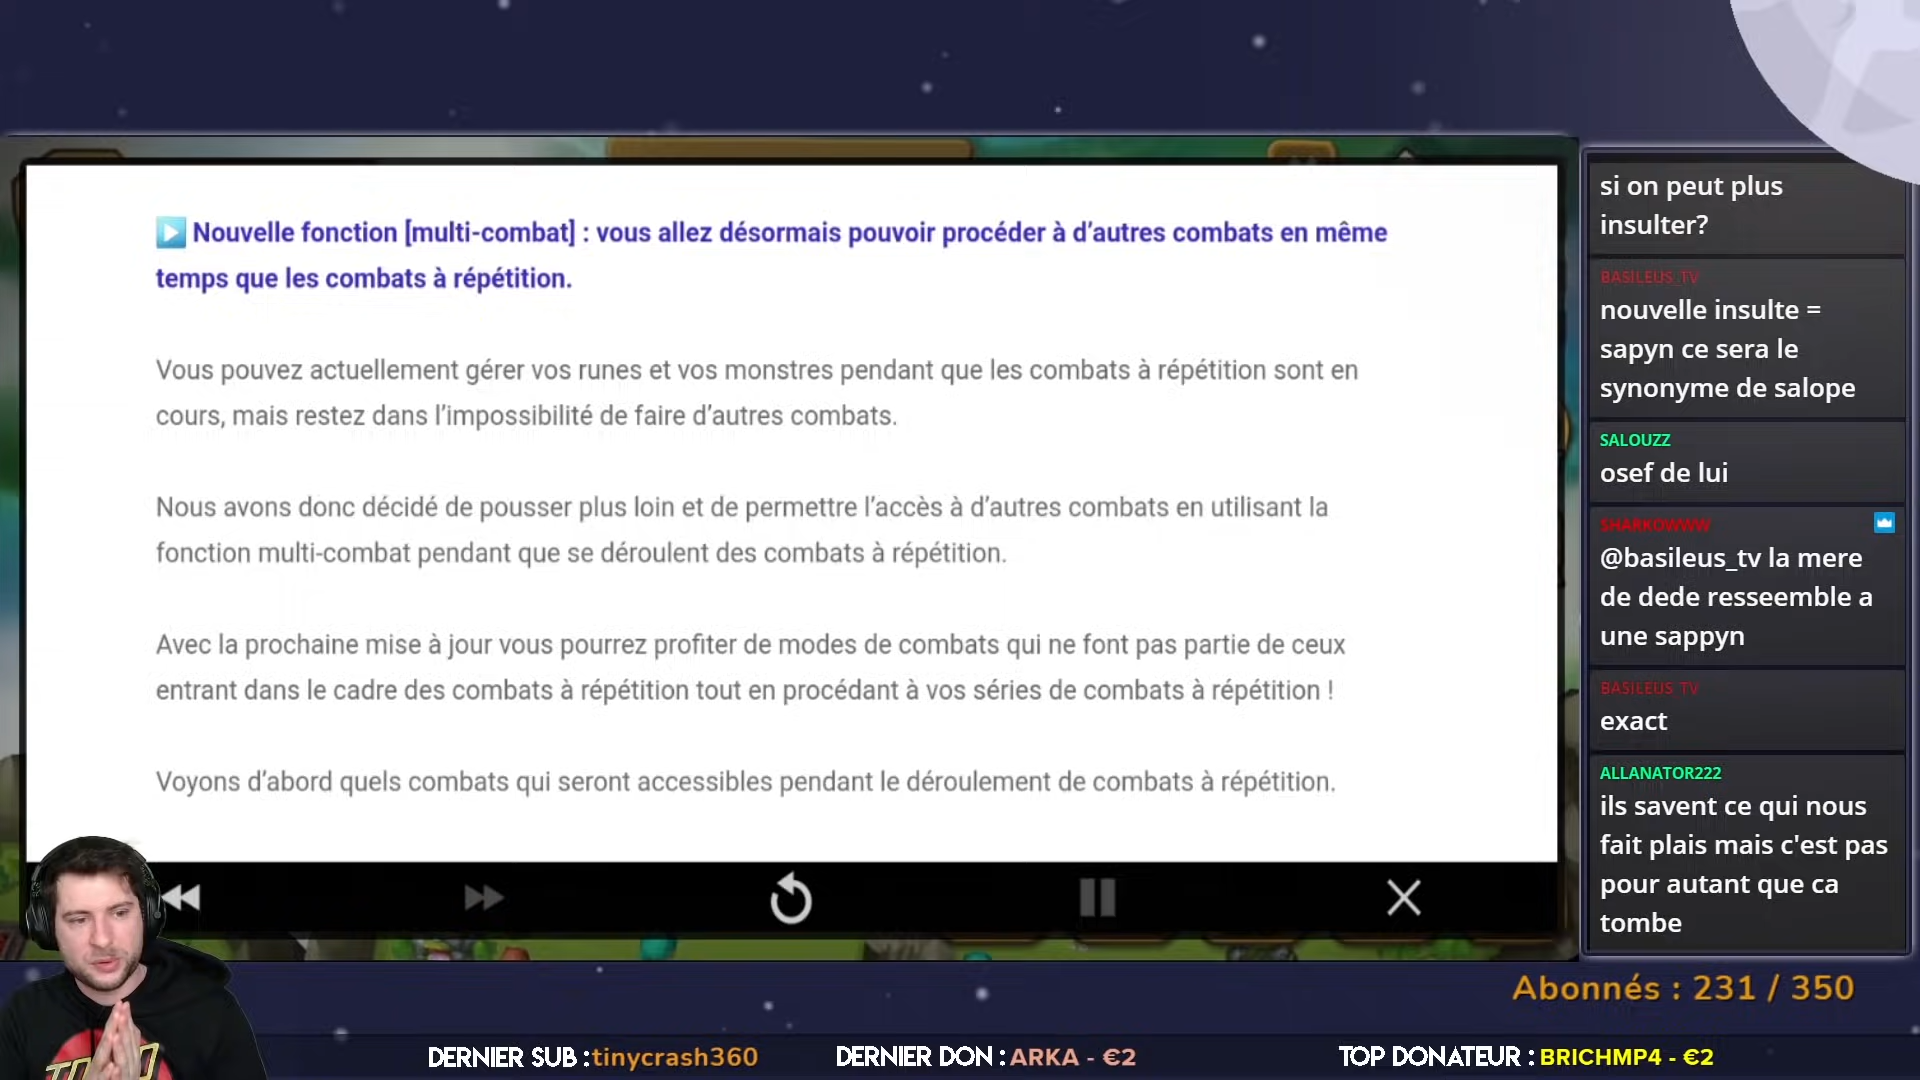 Nouvelle fonction [multi-combat] : vous allez désormais pouvoir procéder à d’autres combats en même
temps que les combats à répétition.
Vous pouvez actuellement gérer vos runes et vos monstres pendant que les combats à répétition sont en
cours, mais restez dans l’impossibilité de faire d’autres combats.
Nous avons donc décidé de pousser plus loin et de permettre l’accès à d’autres combats en utilisant la
fonction multi-combat pendant que se déroulent des combats à répétition.
Avec la prochaine mise à jour vous pourrez profiter de modes de combats qui ne font pas partie de ceux
entrant dans le cadre des combats à répétition tout en procédant à vos séries de combats à répétition !
Voyons d’abord quels combats qui seront accessibles pendant le déroulement de combats à répétition.
si on peut plus
insulter?
BASILEUS_TV
nouvelle insulte =
sapyn ce sera le
synonyme de salope
SALOUZZ
osef de lui
SHARKOWWW
@basileus_tv la mere
de dede resseemble a
une sappyn
BASILEUS_TV
exact
ALLANATOR222
ils savent ce qui nous
fait plais mais c'est pas
pour autant que ca
tombe
Abonnés : 231 / 350
DERNIER SUB : tinycrash360
DERNIER DON : ARKA - €2
TOP DONATEUR : BRICHMP4 - €2